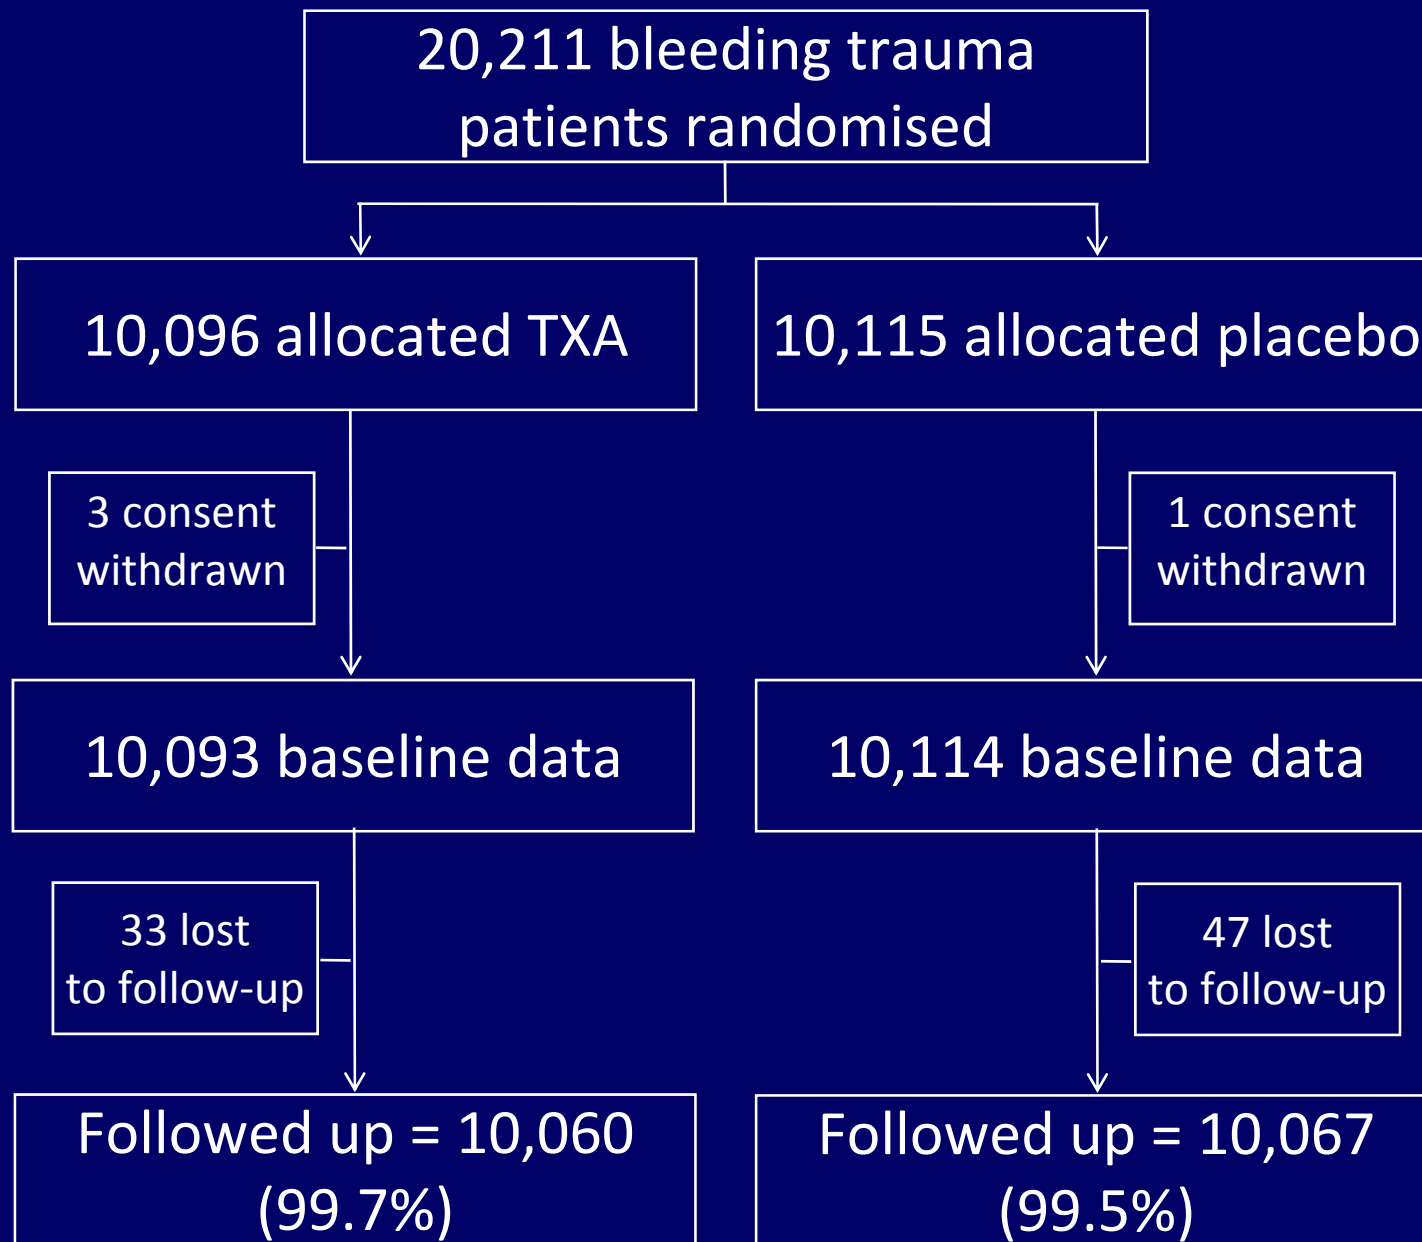 20,211 bleeding trauma
patients randomised
10,096 allocated TXA
10,115 allocated placebo
3 consent
withdrawn
1 consent
withdrawn
10,093 baseline data
10,114 baseline data
33 lost
to follow-up
47 lost
to follow-up
Followed up = 10,060
(99.7%)
Followed up = 10,067
(99.5%)